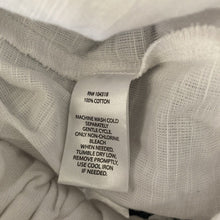 RN# 104318
100% COTTON
MACHINE WASH COLD
SEPARATELY
GENTLE CYCLE.
ONLY NON-CHLORINE
BLEACH
WHEN NEEDED.
TUMBLE DRY LOW.
REMOVE PROMPTLY.
USE COOL IRON
IF NEEDED.